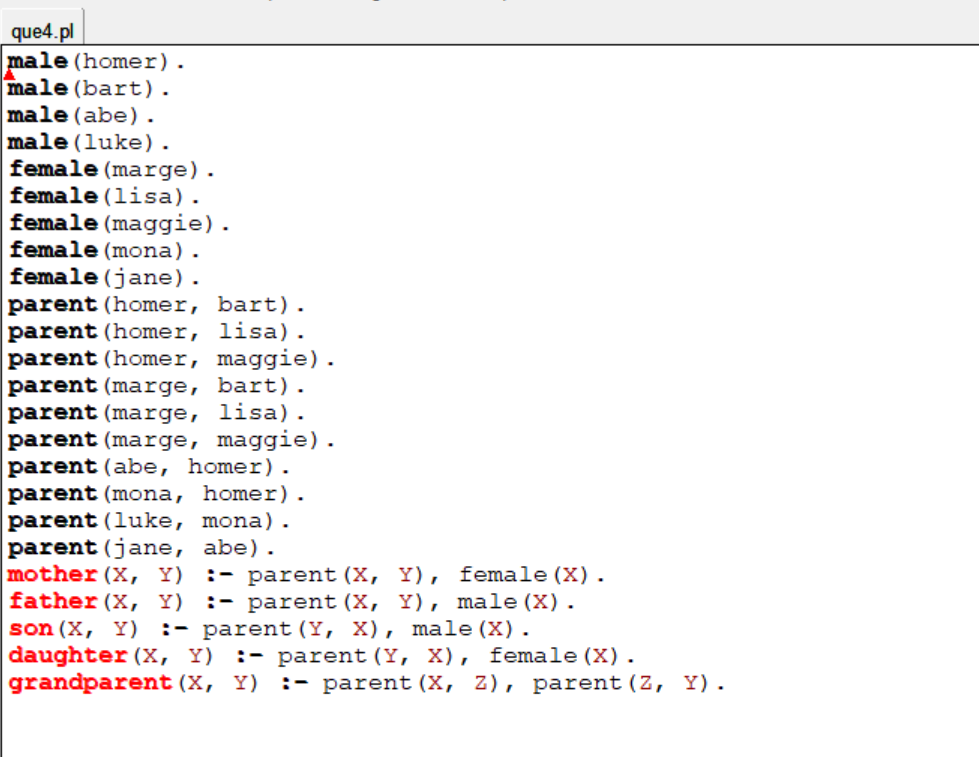 que4.pl
male(homer).
male(bart).
male(abe).
male(luke).
female(marge).
female(lisa).
female(maggie).
female(mona).
female(jane).
parent(homer, bart).
parent(homer, lisa).
parent(homer, maggie).
parent(marge, bart).
parent(marge, lisa).
parent(marge, maggie).
parent(abe, homer).
parent(mona, homer).
parent(luke, mona).
parent(jane, abe).
mother(X, Y) :- parent(X, Y), female(X).
father(X, Y) :- parent(X, Y), male(X).
son(X, Y) :- parent(Y, X), male(X).
daughter(X, Y) :- parent(Y, X), female(X).
grandparent(X, Y) :- parent(X, Z), parent(Z, Y).